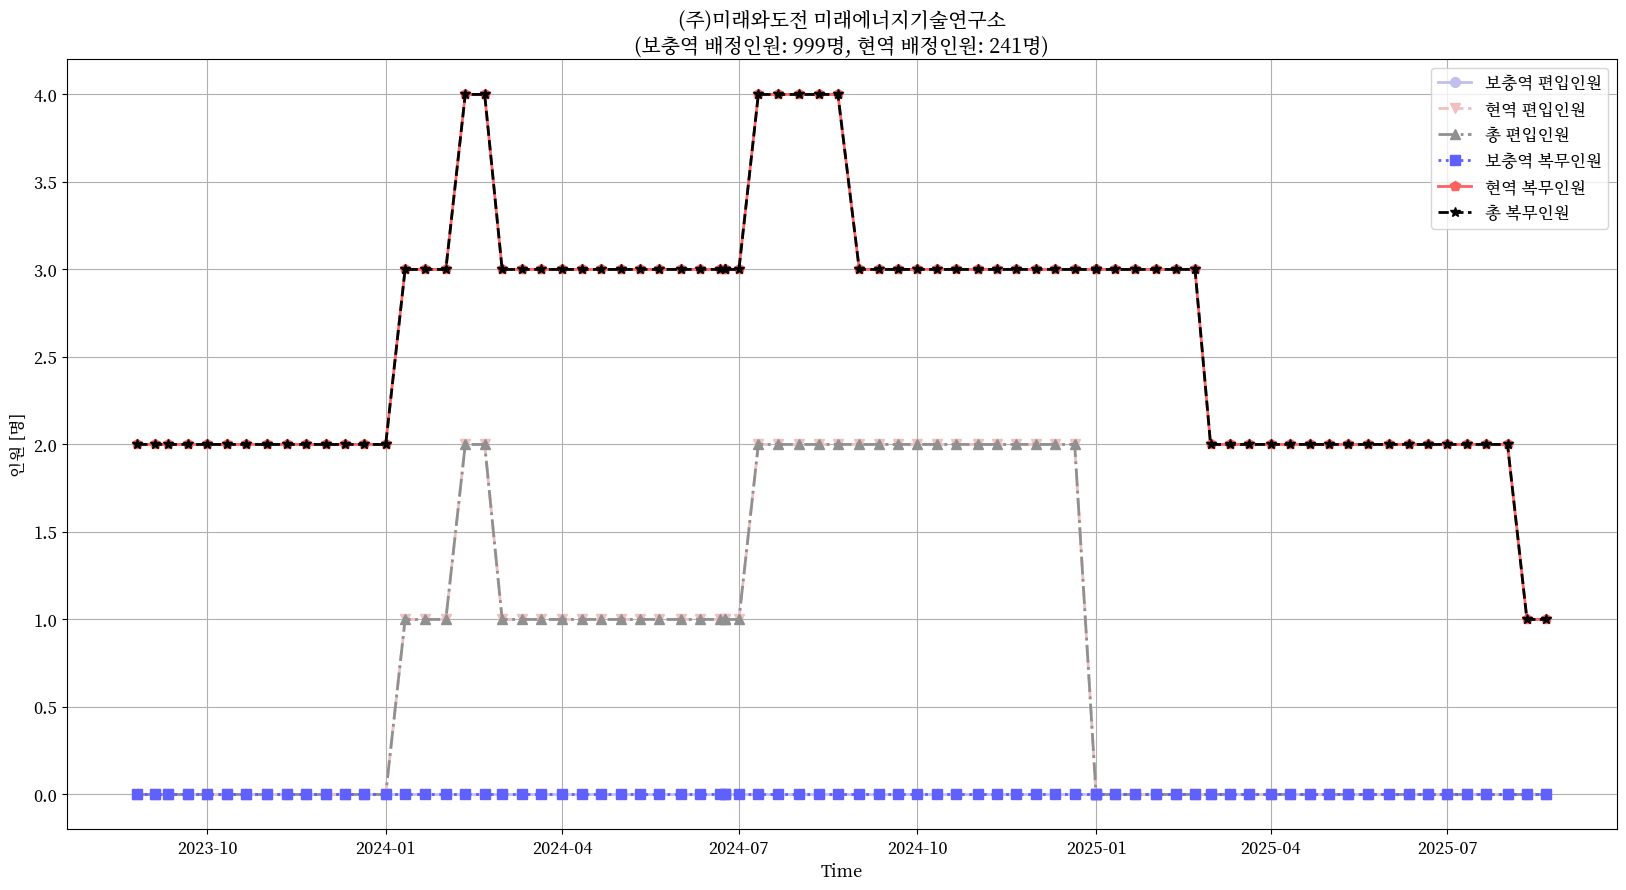 (주)미래와도전 미래에너지기술연구소
(보충역 배정인원: 999명, 현역 배정인원: 241명)
보충역 편입인원
현역 편입인원
총 편입인원
보충역 복무인원
현역 복무인원
총 복무인원
인원 [명]
4.0
3.5
3.0
2.5
2.0
1.5
1.0
0.5
0.0
2023-10 2024-01 2024-04 2024-07 2024-10 2025-01 2025-04 2025-07
Time